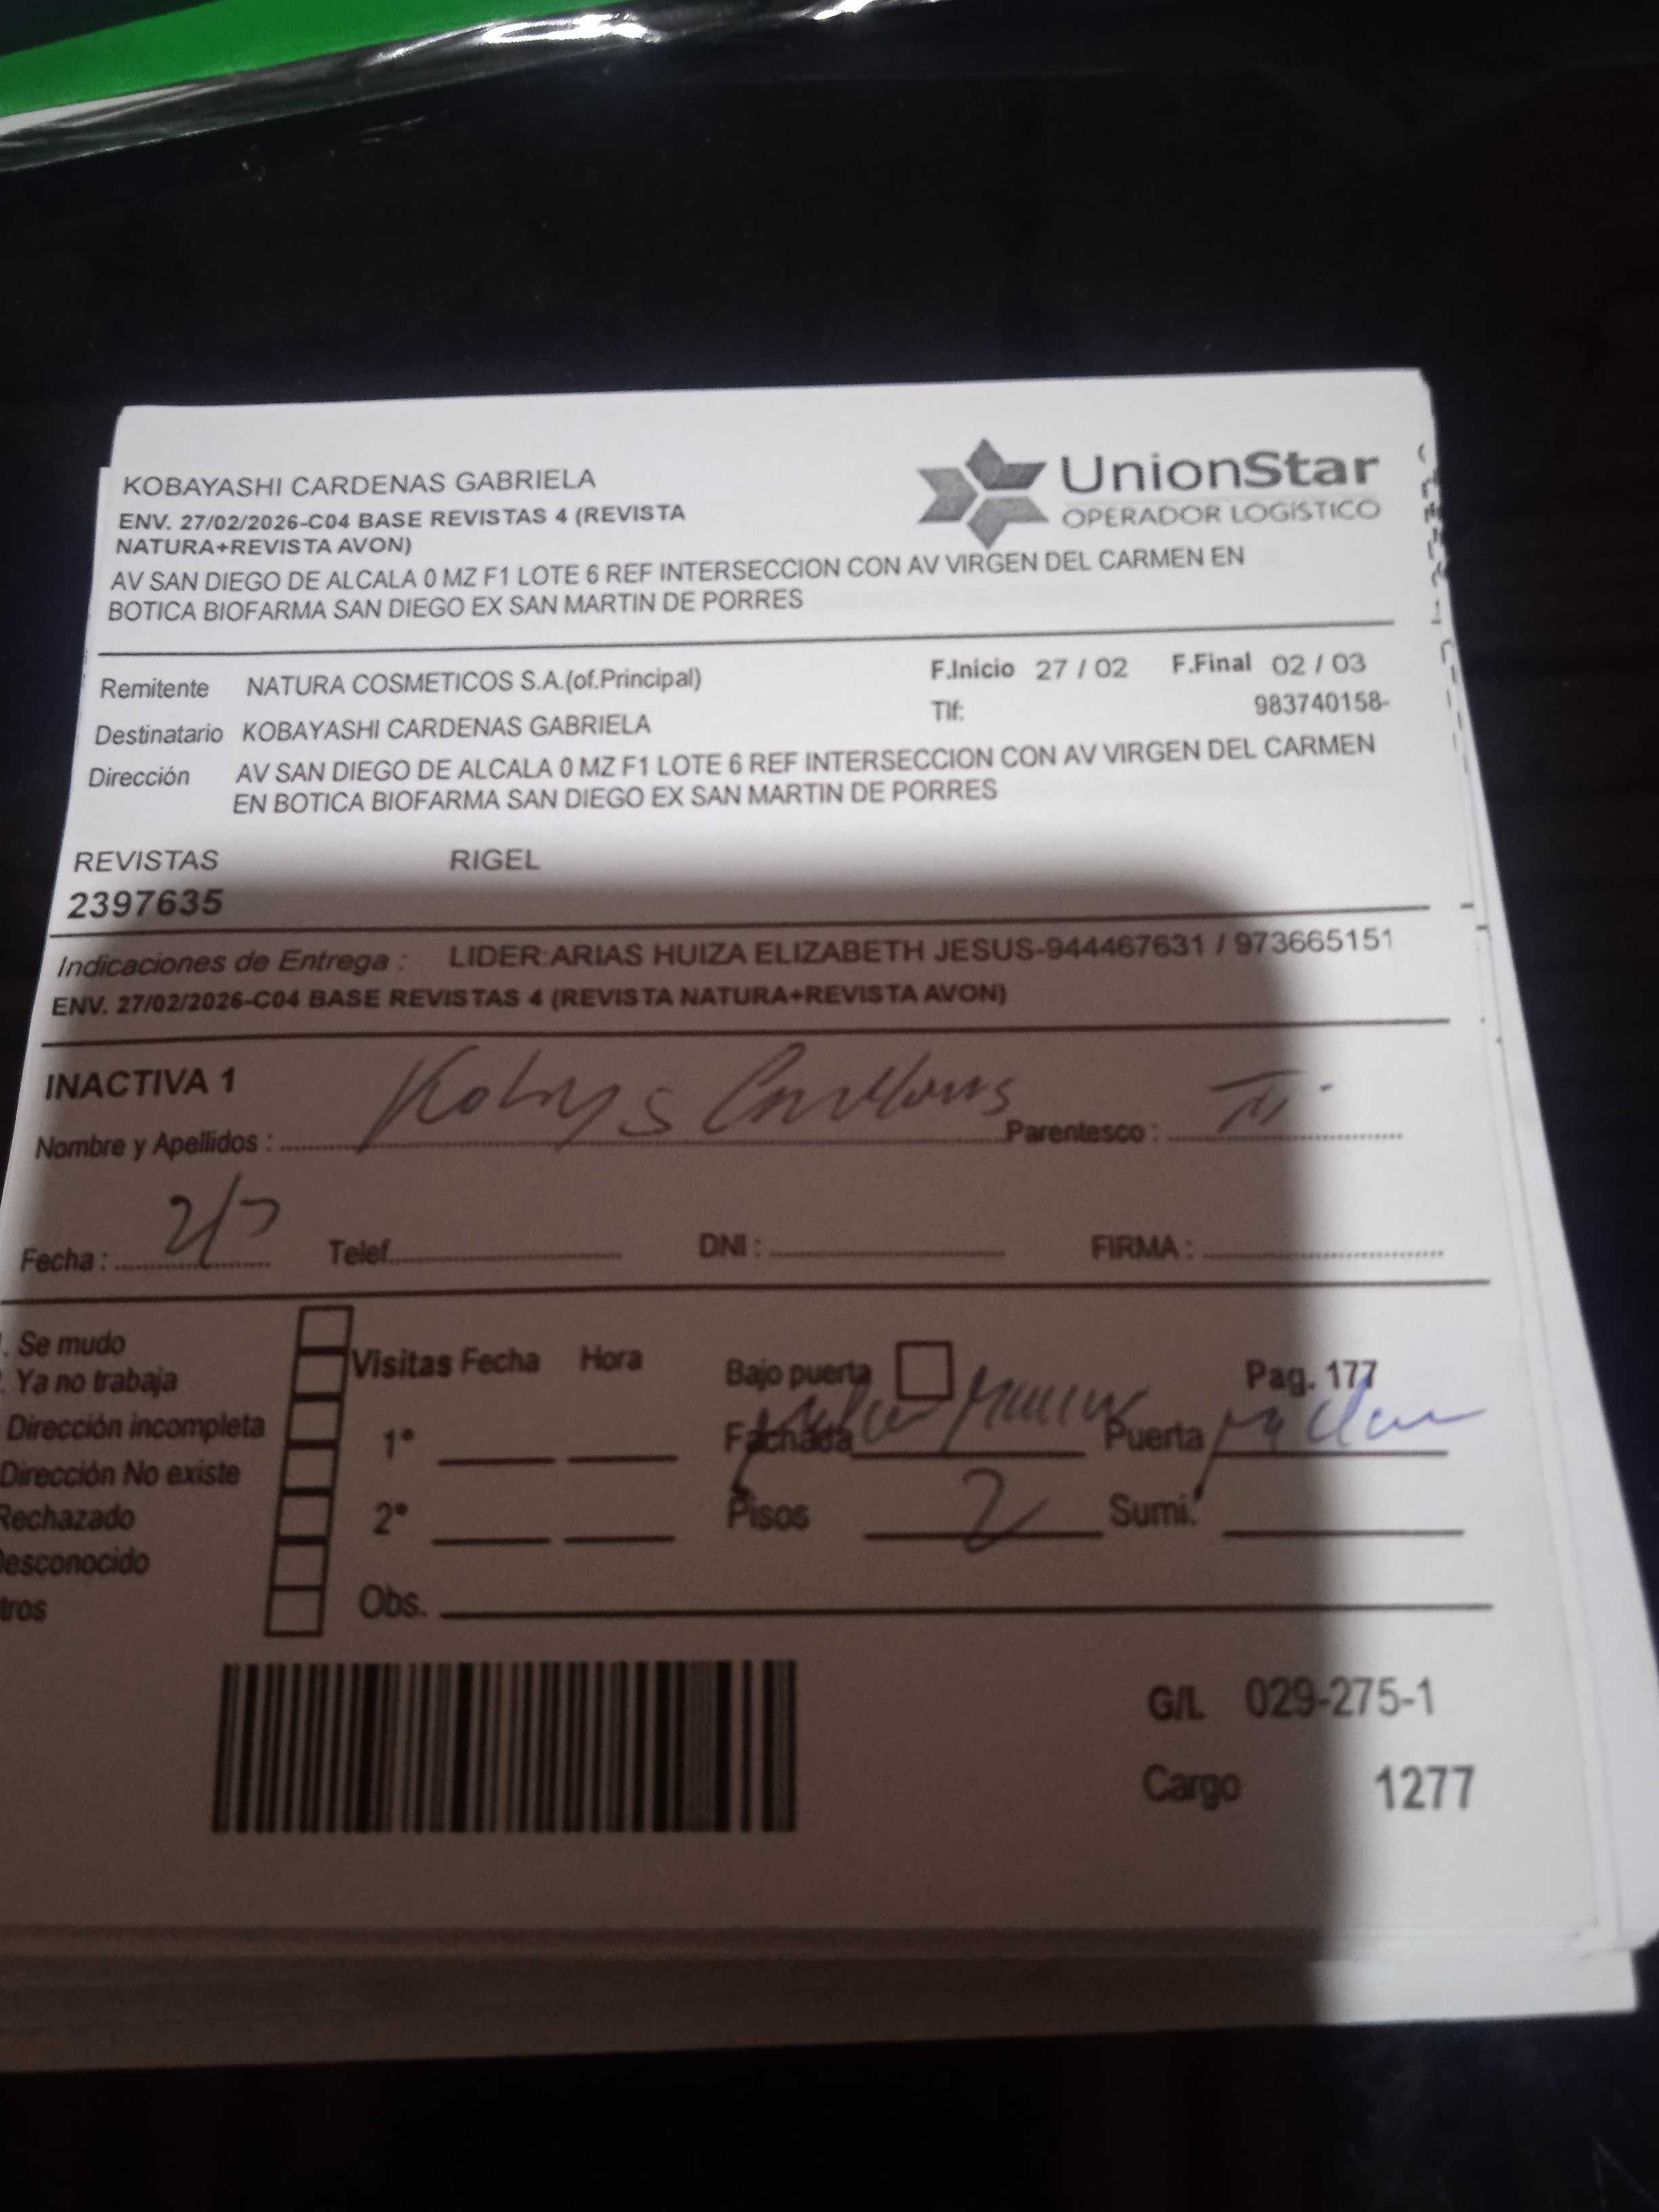 KOBAYASHI CARDENAS GABRIELA
ENV. 27/02/2026-C04 BASE REVISTAS 4 (REVISTA
NATURA+REVISTA AVON)
AV SAN DIEGO DE ALCALA 0 MZ F1 LOTE 6 REF INTERSECCION CON AV VIRGEN DEL CARMEN EN
BOTICA BIOFARMA SAN DIEGO EX SAN MARTIN DE PORRES
UnionStar
OPERADOR LOGÍSTICO
Remitente NATURA COSMETICOS S.A.(of.Principal)
F.Inicio 27 / 02 F.Final 02 / 03
Destinatario KOBAYASHI CARDENAS GABRIELA
Tlf: 983740158-
Dirección AV SAN DIEGO DE ALCALA 0 MZ F1 LOTE 6 REF INTERSECCION CON AV VIRGEN DEL CARMEN
EN BOTICA BIOFARMA SAN DIEGO EX SAN MARTIN DE PORRES
REVISTAS RIGEL
2397635
Indicaciones de Entrega : LIDER:ARIAS HUIZA ELIZABETH JESUS-944467631 / 973665151
ENV. 27/02/2026-C04 BASE REVISTAS 4 (REVISTA NATURA+REVISTA AVON)
INACTIVA 1
Nombre y Apellidos : Parentesco :
Fecha : Telef. DNI : FIRMA :
Se mudo
Ya no trabaja
Dirección incompleta
Dirección No existe
Rechazado
Visitas Fecha Hora
1°
2°
Obs.
Bajo puerta Pag. 177
Fachada Puerta
Pisos 2 Sumi.
G/L 029-275-1
Cargo 1277